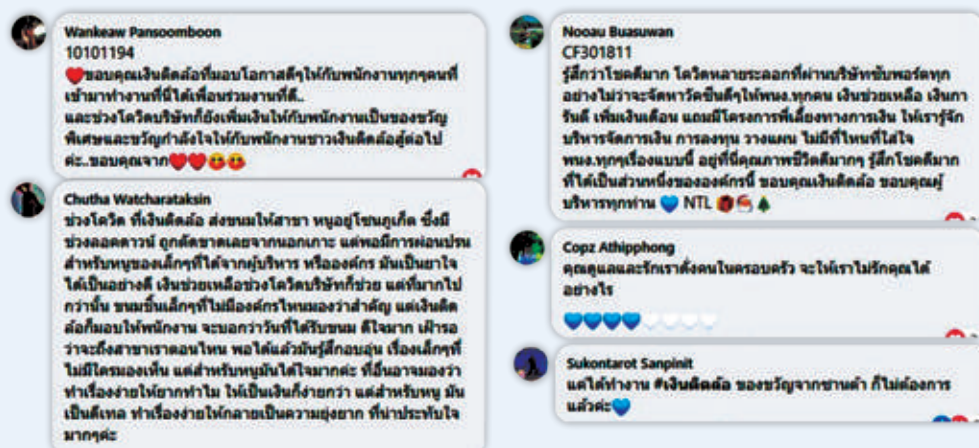 Wankeaw Pansoomboon
10101194
❤️ขอบคุณเงินติดล้อที่มอบโอกาสดีๆให้กับพนักงานทุกๆคนที่
เข้ามาทำงานที่นี่ได้เพื่อนร่วมงานที่ดี..
และช่วงโควิดบริษัทก็ยังเพิ่มเงินให้กับพนักงานเป็นของขวัญ
พิเศษและขวัญกำลังใจให้กับพนักงานชาวเงินติดล้อสู้ต่อไป
ค่ะ..ขอบคุณจาก❤️❤️😊😊
Chutha Watcharataksin
ช่วงโควิด ที่เงินติดล้อ ส่งขนมให้สาขา หนูอยู่โซนภูเก็ต ซึ่งมี
ช่วงลอคดาวน์ ถูกตัดขาดเลยจากนอกเกาะ แต่พอมีการผ่อนปรน
สำหรับหนูของเล็กๆที่ได้จากผู้บริหาร หรือองค์กร มันเป็นยาใจ
ได้เป็นอย่างดี เงินช่วยเหลือช่วงโควิดบริษัทก็ช่วย แต่ที่มากไป
กว่านั้น ขนมชิ้นเล็กๆที่ไม่มีองค์กรไหนมองว่าสำคัญ แต่เงินติด
ล้อก็มอบให้พนักงาน จะบอกว่าวันที่ได้รับขนม ดีใจมาก เฝ้ารอ
ว่าจะถึงสาขาเราตอนไหน พอได้แล้วมันรู้สึกอบอุ่น เรื่องเล็กๆที่
ไม่มีใครมองเห็น แต่สำหรับหนูมันได้ใจมากค่ะ ที่อื่นอาจมองว่า
ทำเรื่องง่ายให้ยากทำไม ให้เป็นเงินก็ง่ายกว่า แต่สำหรับหนู มัน
เป็นดีเทล ทำเรื่องง่ายให้กลายเป็นความยุ่งยาก ที่น่าประทับใจ
มากๆค่ะ
Nooau Buasuwan
CF301811
รู้สึกว่าโชคดีมาก โควิดหลายระลอกที่ผ่านบริษัทซับพอร์ตทุก
อย่างไม่ว่าจะจัดหาวัคซีนดีๆให้พนง.ทุกคน เงินช่วยเหลือ เงินกา
รันตี เพิ่มเงินเดือน แถมมีโครงการพี่เลี้ยงทางการเงิน ให้เรารู้จัก
บริหารจัดการเงิน การลงทุน วางแผน ไม่มีที่ไหนที่ใส่ใจ
พนง.ทุกๆเรื่องแบบนี้ อยู่ที่นี่คุณภาพชีวิตดีมากๆ รู้สึกโชคดีมาก
ที่ได้เป็นส่วนหนึ่งขององค์กรนี้ ขอบคุณเงินติดล้อ ขอบคุณผู้
บริหารทุกท่าน 💙 NTL 🎅🎄
Copz Athipphong
คุณดูแลและรักเราดั่งคนในครอบครัว จะให้เราไม่รักคุณได้
อย่างไร
💙💙💙💙🤍🤍🤍🤍
Sukontarot Sanpinit
แค่ได้ทำงาน #เงินติดล้อ ของขวัญจากซานต้า ก็ไม่ต้องการ
แล้วค่ะ💙